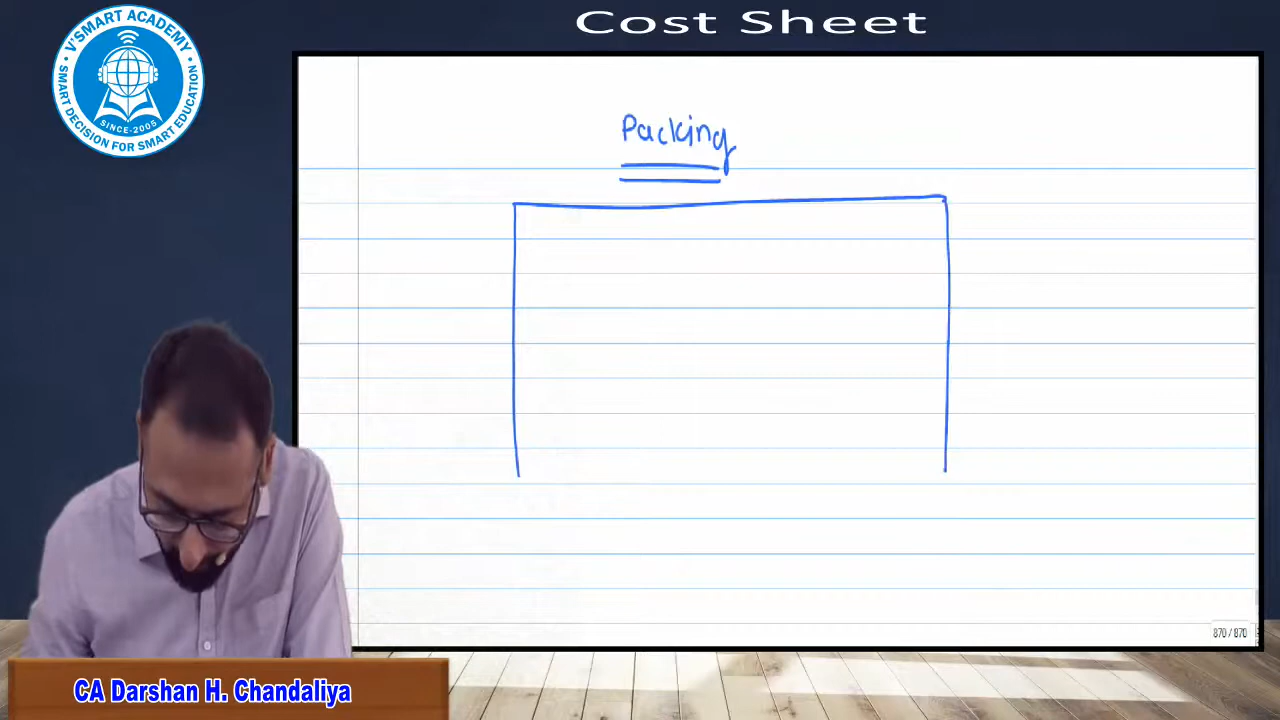 Cost Sheet
V'SMART ACADEMY
SINCE-2005
SMART DECISION FOR SMART EDUCATION
Packing
870 / 870
CA Darshan H. Chandaliya